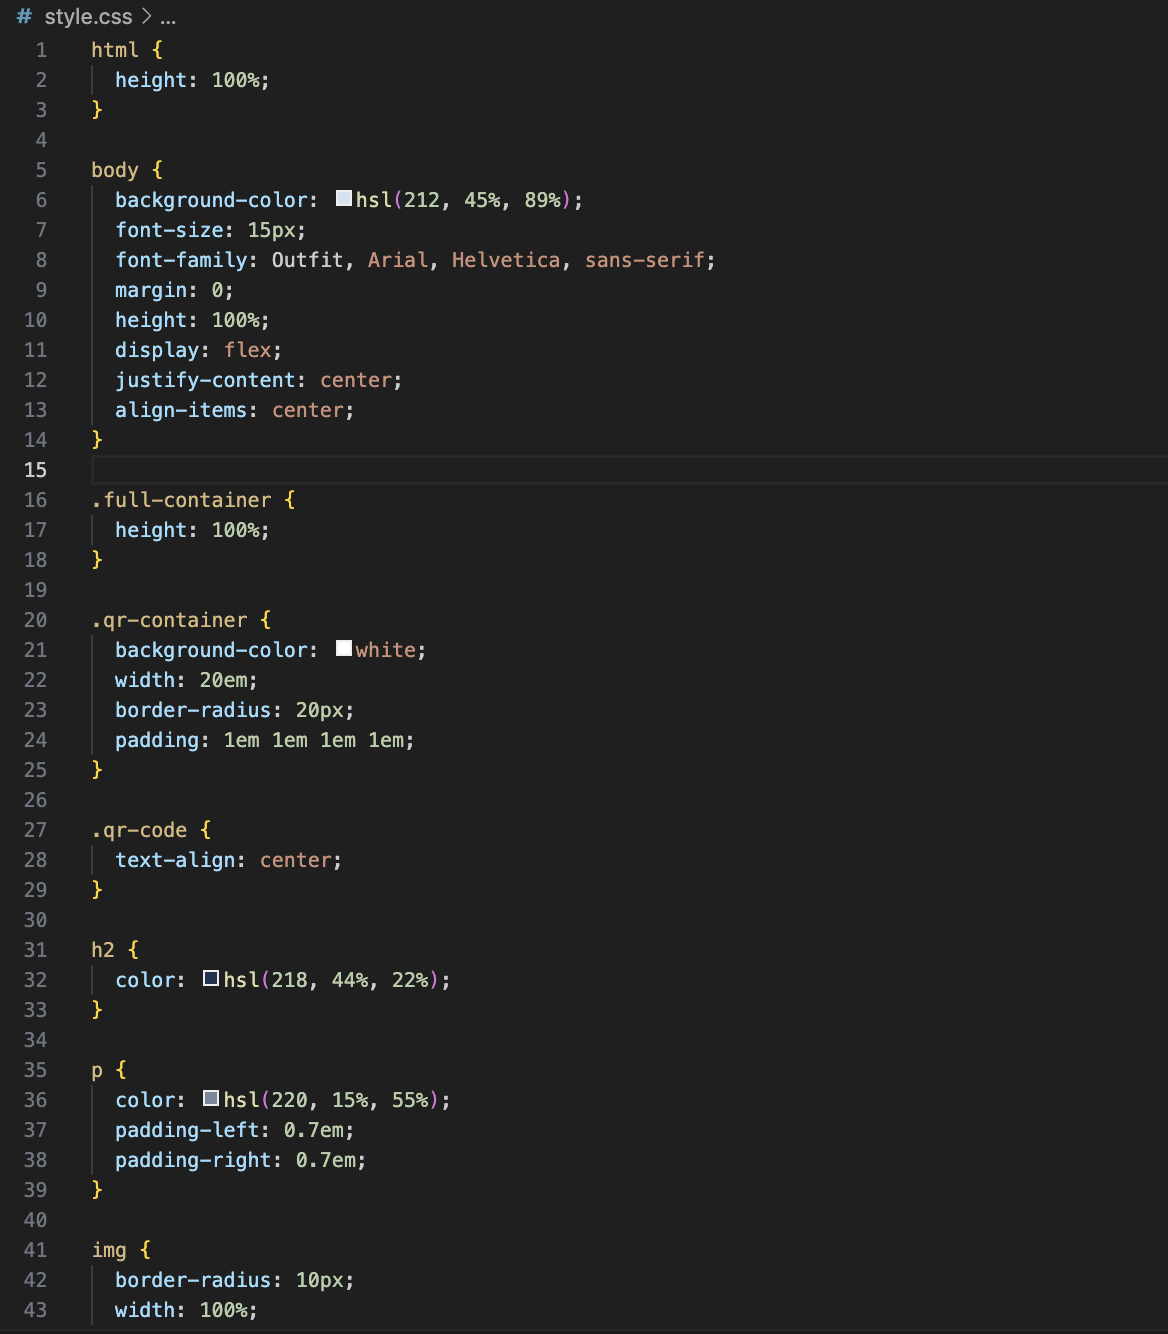 # style.css > ...
1 html {
2 height: 100%;
3 }
4
5 body {
6 background-color: hsl(212, 45%, 89%);
7 font-size: 15px;
8 font-family: Outfit, Arial, Helvetica, sans-serif;
9 margin: 0;
10 height: 100%;
11 display: flex;
12 justify-content: center;
13 align-items: center;
14 }
15
16 .full-container {
17 height: 100%;
18 }
19
20 .qr-container {
21 background-color: white;
22 width: 20em;
23 border-radius: 20px;
24 padding: 1em 1em 1em 1em;
25 }
26
27 .qr-code {
28 text-align: center;
29 }
30
31 h2 {
32 color: hsl(218, 44%, 22%);
33 }
34
35 p {
36 color: hsl(220, 15%, 55%);
37 padding-left: 0.7em;
38 padding-right: 0.7em;
39 }
40
41 img {
42 border-radius: 10px;
43 width: 100%;